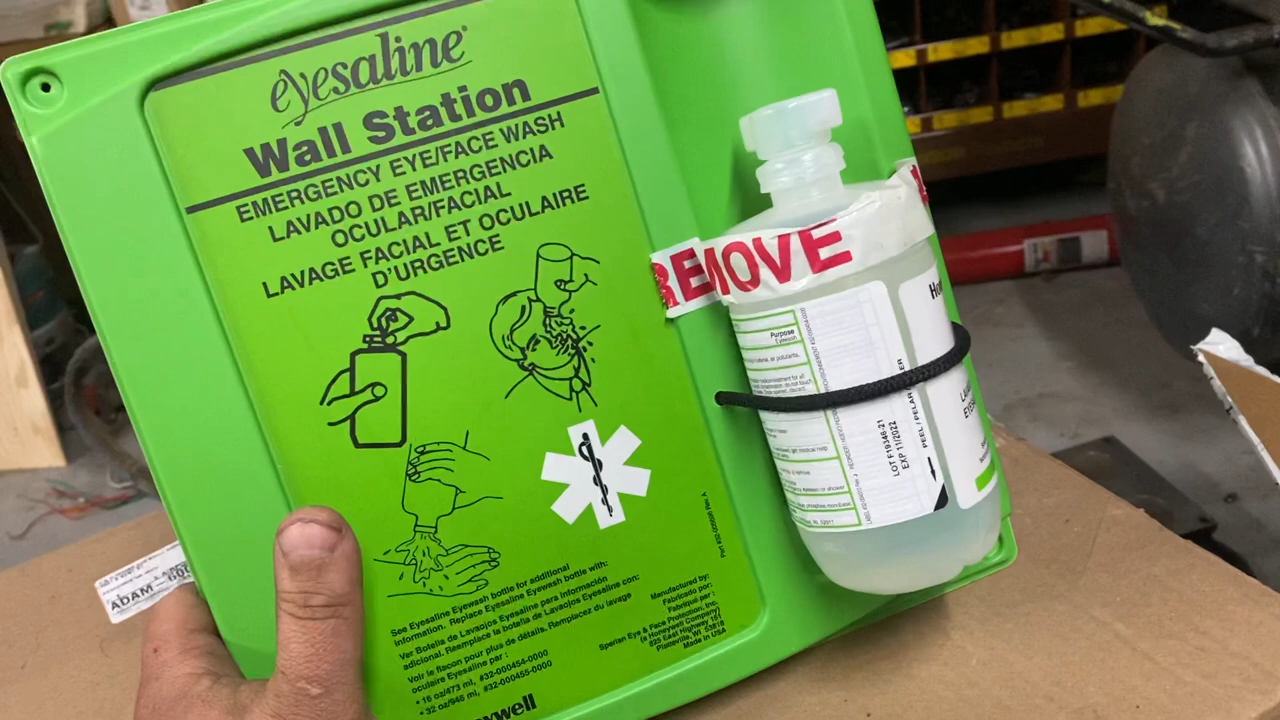 eyesaline®
Wall Station
EMERGENCY EYE/FACE WASH
LAVADO DE EMERGENCIA
OCULAR/FACIAL
LAVAGE FACIAL ET OCULAIRE
D'URGENCE
See Eyesaline Eyewash bottle for additional
information. Replace Eyesaline Eyewash bottle with:
Ver Botella de Lavaojos Eyesaline para información
adicional. Reemplace la botella de Lavaojos Eyesaline con:
Voir le flacon pour plus de détails. Remplacez du lavage
oculaire Eyesaline par :
• 16 oz/473 ml, #32-000454-0000
• 32 oz/946 ml, #32-000455-0000
ywell
Manufactured by:
Fabricado por:
Fabriqué par :
Sperian Eye & Face Protection, Inc.
(a Honeywell Company)
825 East Highway 151
Platteville, WI 53818
Made in USA
REMOVE
Purpose
Eyewash
LOT F19346-21
EXP 11/2022
PEEL / PELAR
Ho
ADAM